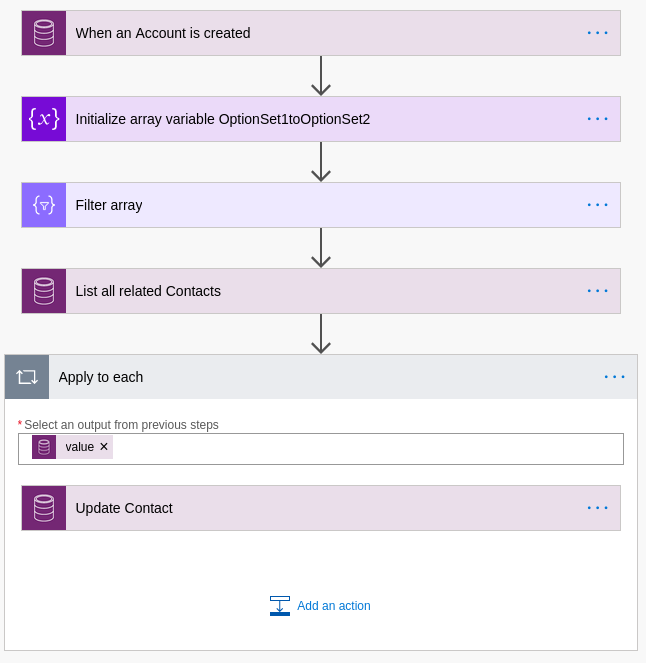 When an Account is created
Initialize array variable OptionSet1toOptionSet2
Filter array
List all related Contacts
Apply to each
* Select an output from previous steps
value ×
Update Contact
Add an action